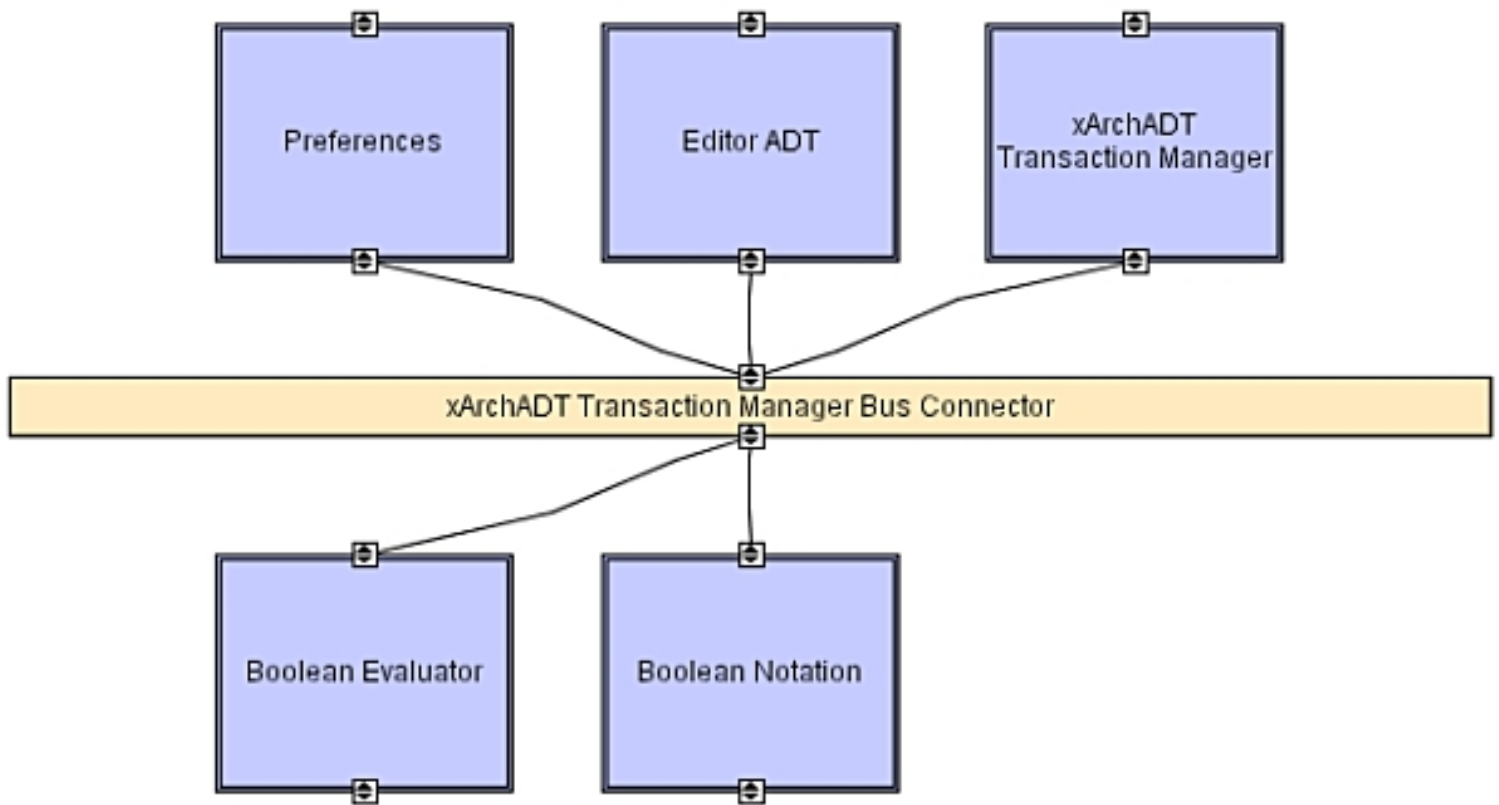 Preferences
Editor ADT
xArchADT
Transaction Manager
xArchADT Transaction Manager Bus Connector
Boolean Evaluator
Boolean Notation